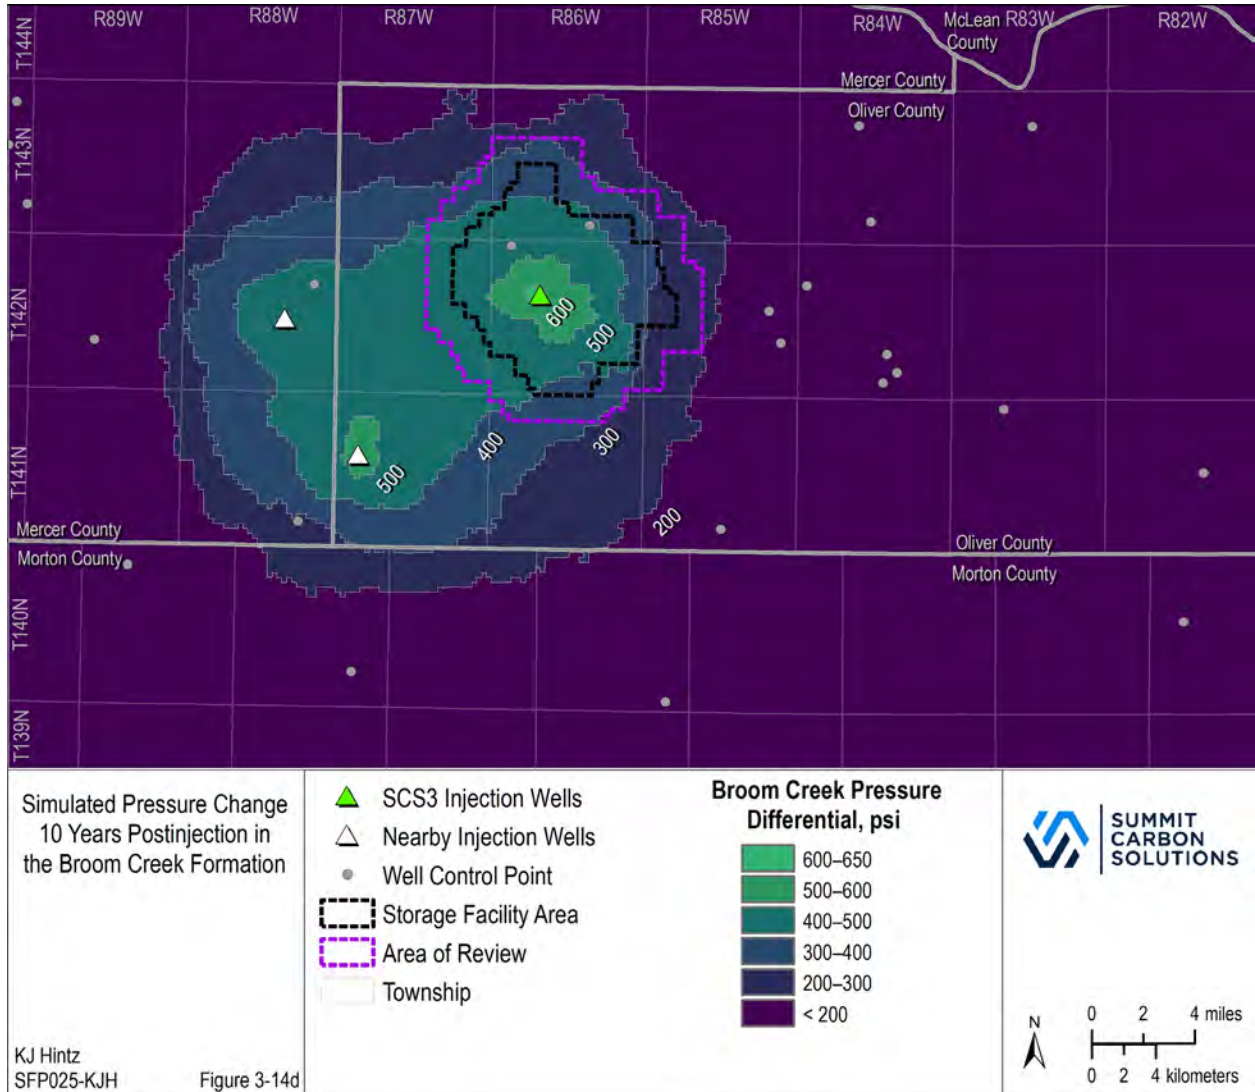 R89W
R88W
R87W
R86W
R85W
R84W
McLean
County
R83W
R82W
T144N
Mercer County
Oliver County
T143N
T142N
600
500
T141N
400
300
500
200
Mercer County
Morton County
Oliver County
Morton County
T140N
T139N
Simulated Pressure Change
10 Years Postinjection in
the Broom Creek Formation
KJ Hintz
SFP025-KJH
Figure 3-14d
SCS3 Injection Wells
Nearby Injection Wells
Well Control Point
Storage Facility Area
Area of Review
Township
Broom Creek Pressure
Differential, psi
600–650
500–600
400–500
300–400
200–300
< 200
SUMMIT
CARBON
SOLUTIONS
N
0 2 4 miles
0 2 4 kilometers